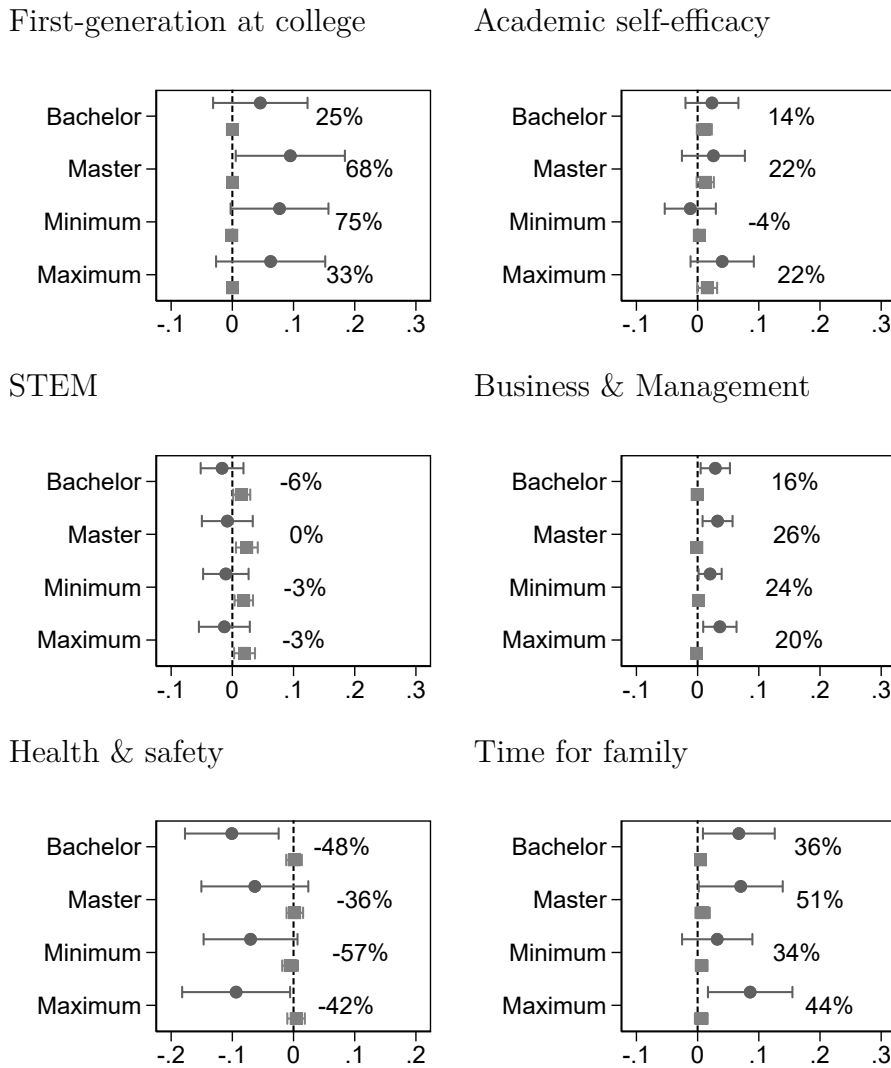 First-generation at college
Bachelor 25%
Master 68%
Minimum 75%
Maximum 33%
-.1 0 .1 .2 .3
Academic self-efficacy
Bachelor 14%
Master 22%
Minimum -4%
Maximum 22%
-.1 0 .1 .2 .3
STEM
Bachelor -6%
Master 0%
Minimum -3%
Maximum -3%
-.1 0 .1 .2 .3
Business & Management
Bachelor 16%
Master 26%
Minimum 24%
Maximum 20%
-.1 0 .1 .2 .3
Health & safety
Bachelor -48%
Master -36%
Minimum -57%
Maximum -42%
-.2 -.1 0 .1 .2
Time for family
Bachelor 36%
Master 51%
Minimum 34%
Maximum 44%
-.1 0 .1 .2 .3